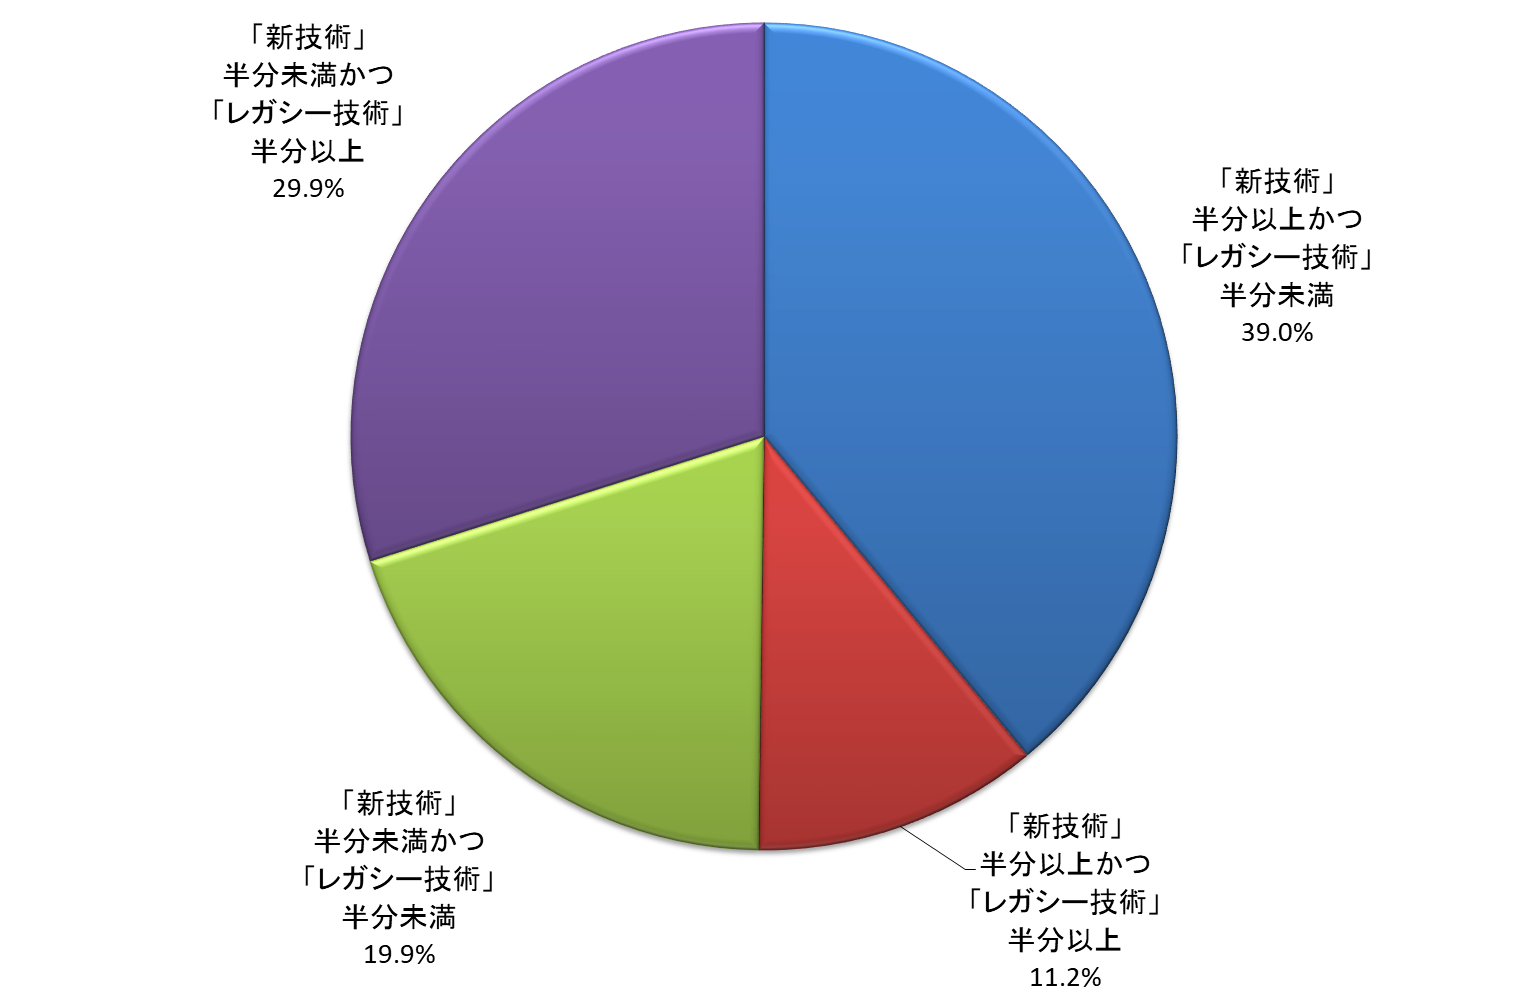 「新技術」
半分未満かつ
「レガシー技術」
半分以上
29.9%
「新技術」
半分以上かつ
「レガシー技術」
半分未満
39.0%
「新技術」
半分未満かつ
「レガシー技術」
半分未満
19.9%
「新技術」
半分以上かつ
「レガシー技術」
半分以上
11.2%